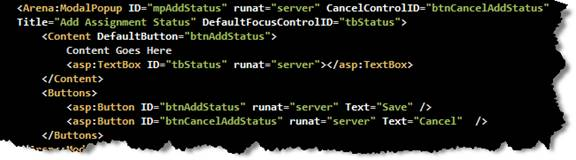 <Arena:ModalPopup ID="mpAddStatus" runat="server" CancelControlID="btnCancelAddStatus"
Title="Add Assignment Status" DefaultFocusControlID="tbStatus">
<Content DefaultButton="btnAddStatus">
Content Goes Here
<asp:TextBox ID="tbStatus" runat="server"></asp:TextBox>
</Content>
<Buttons>
<asp:Button ID="btnAddStatus" runat="server" Text="Save" />
<asp:Button ID="btnCancelAddStatus" runat="server" Text="Cancel" />
</Buttons>